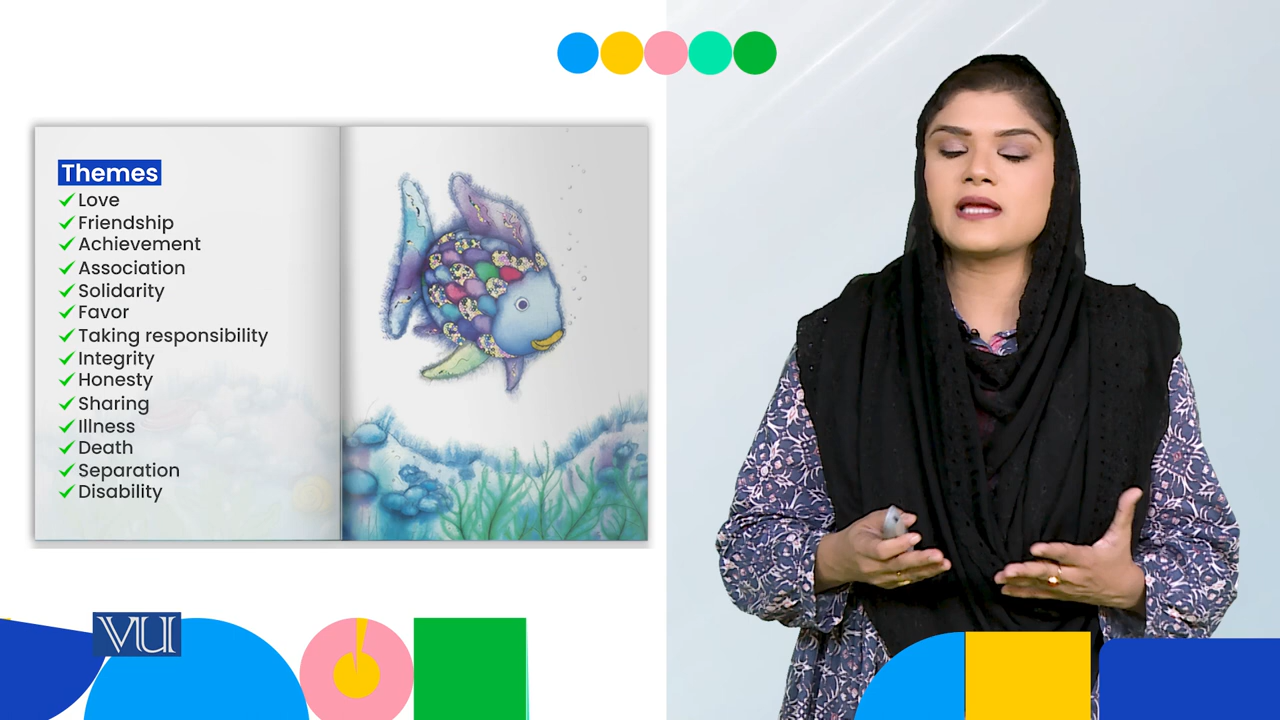 Themes
Love
Friendship
Achievement
Association
Solidarity
Favor
Taking responsibility
Integrity
Honesty
Sharing
Illness
Death
Separation
Disability
VU